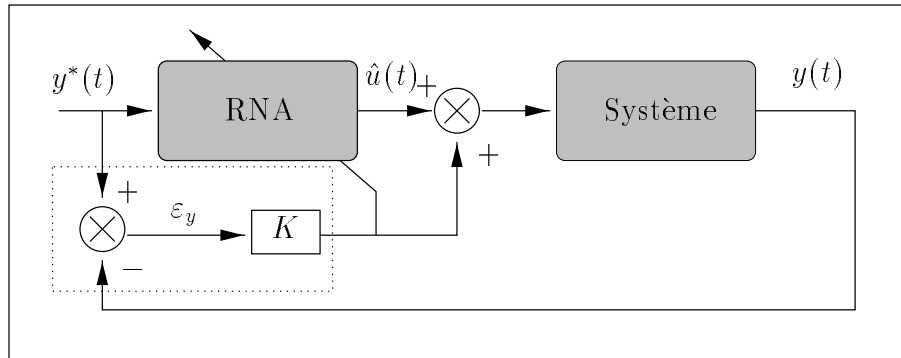 y*(t)
RNA
û(t)
+
+
Système
y(t)
+
−
ε_y
K